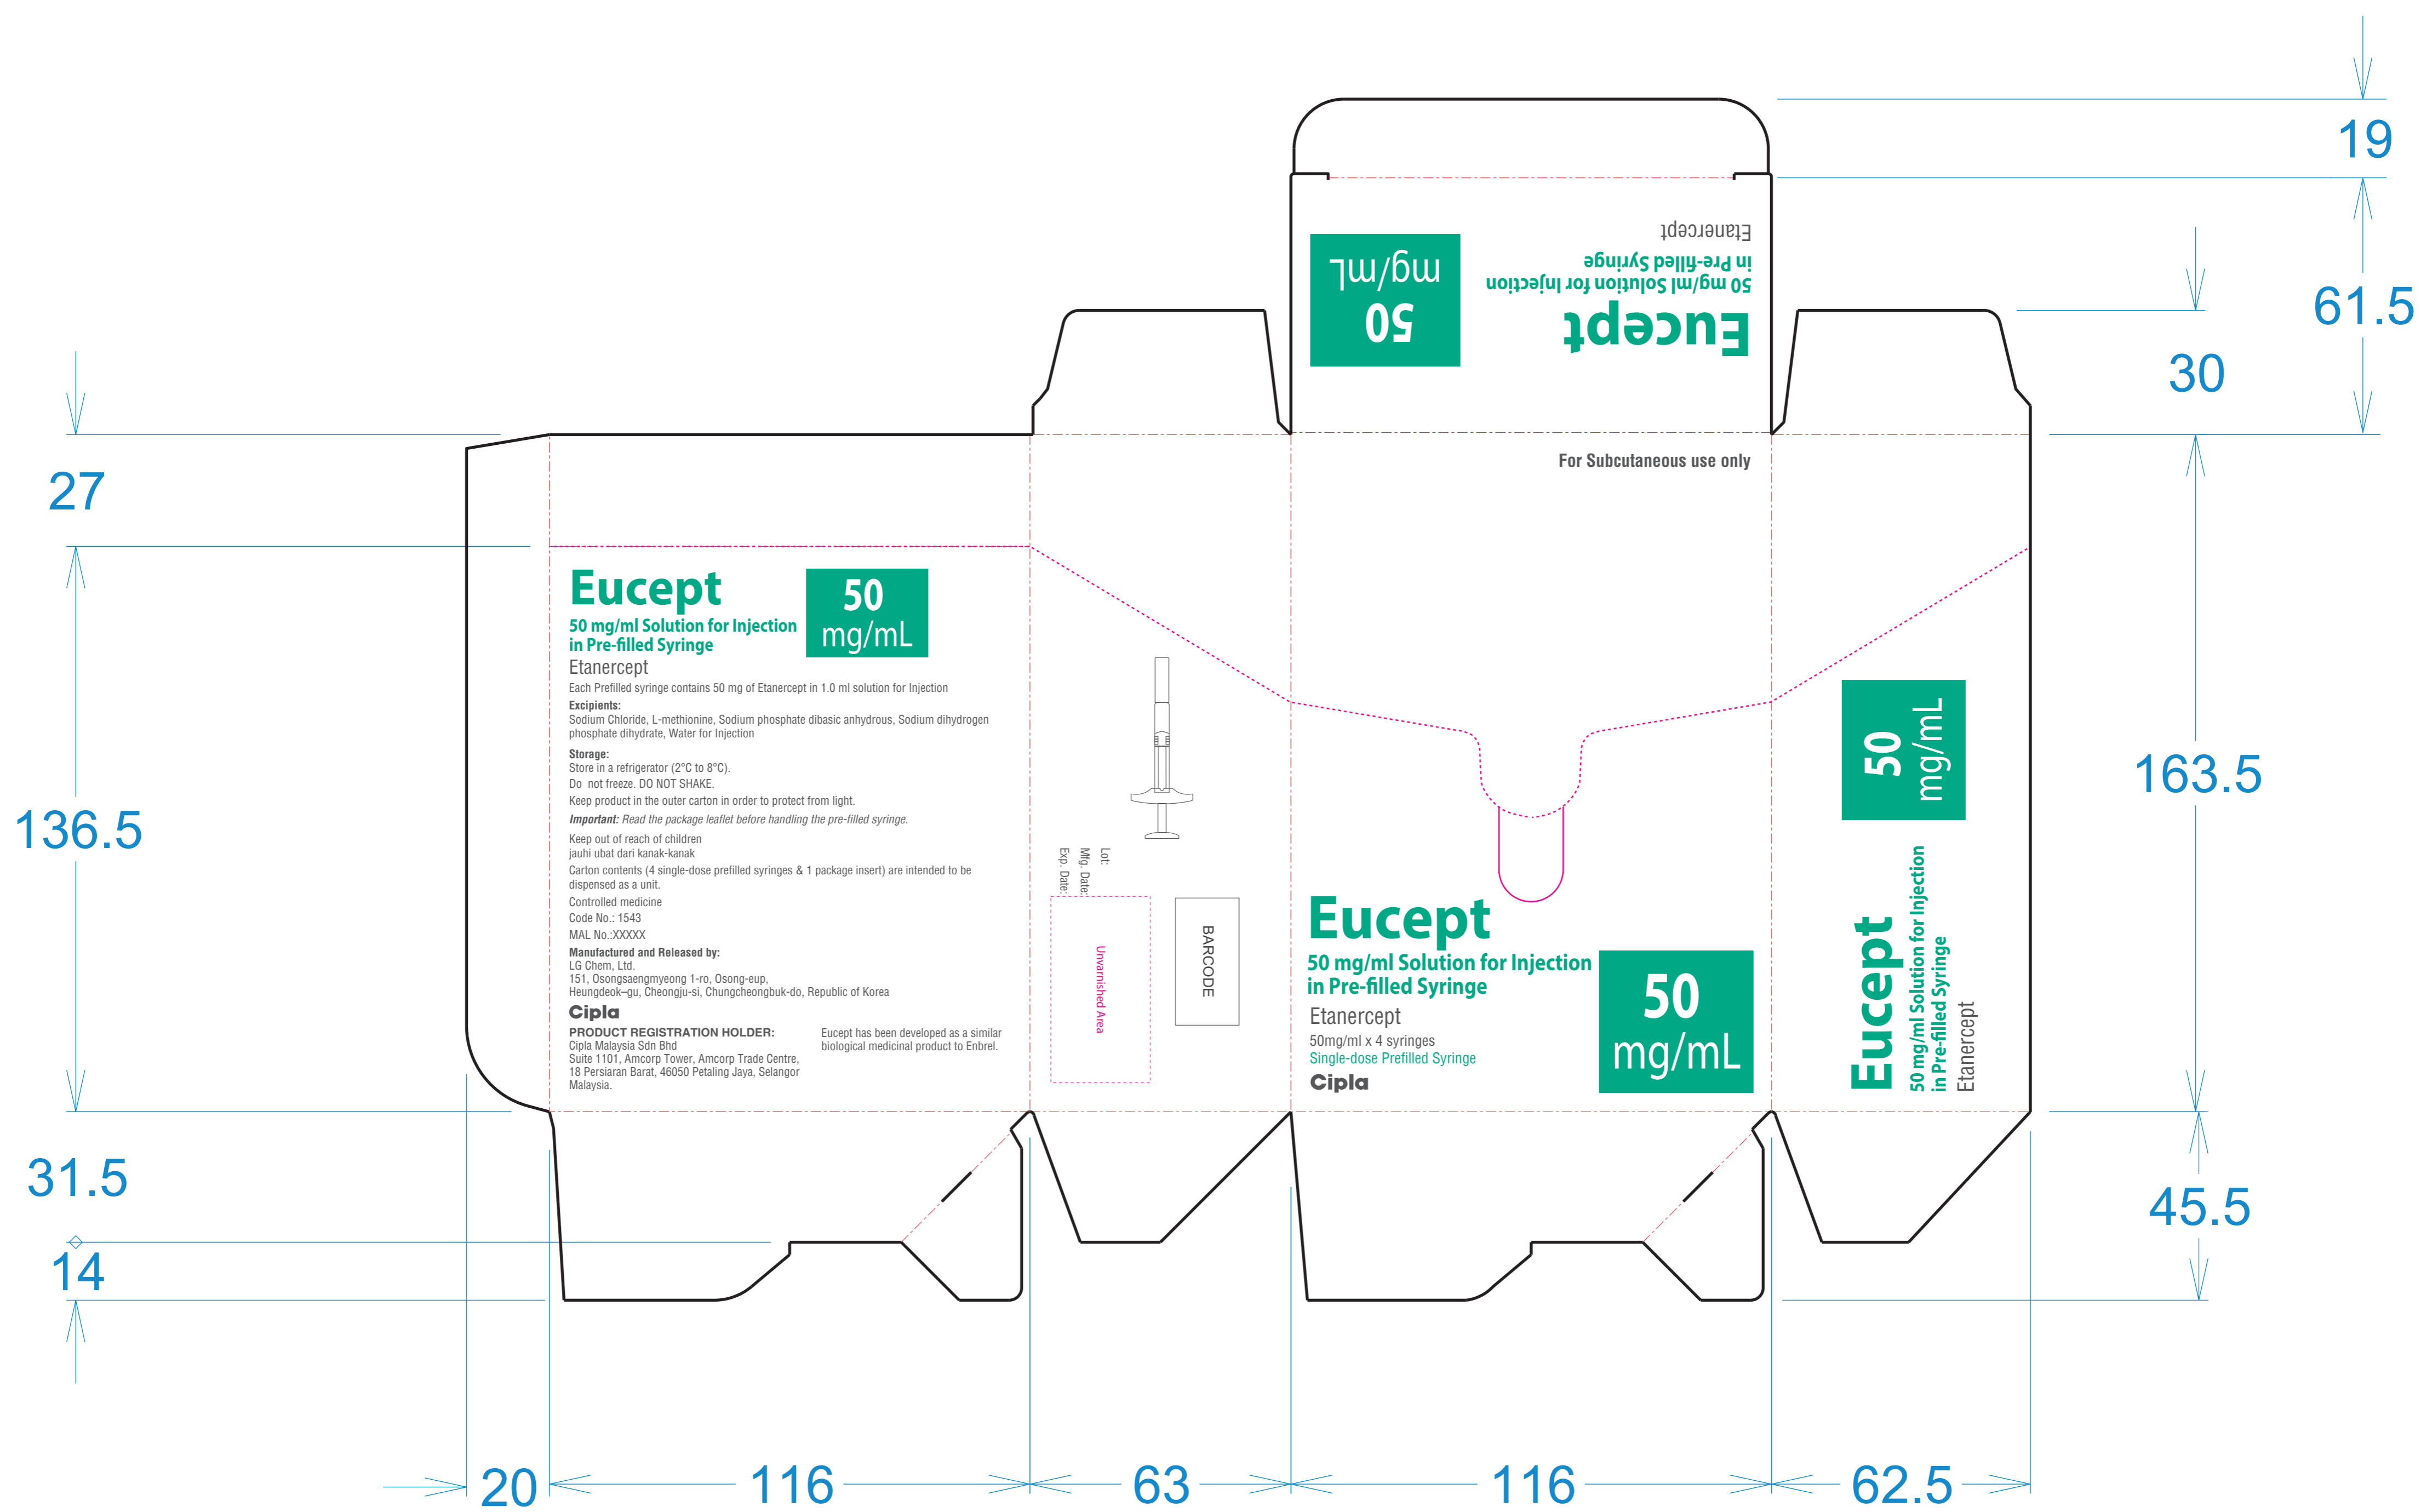 19
61.5
30
Etanercept
50 mg/ml Solution for Injection
in Pre-filled Syringe
Eucept
50
mg/mL
For Subcutaneous use only
27
136.5
31.5
14
Eucept
50 mg/ml Solution for Injection
in Pre-filled Syringe
Etanercept
50
mg/mL
Each Prefilled syringe contains 50 mg of Etanercept in 1.0 ml solution for Injection
Excipients:
Sodium Chloride, L-methionine, Sodium phosphate dibasic anhydrous, Sodium dihydrogen
phosphate dihydrate, Water for Injection
Storage:
Store in a refrigerator (2°C to 8°C).
Do not freeze. DO NOT SHAKE.
Keep product in the outer carton in order to protect from light.
Important: Read the package leaflet before handling the pre-filled syringe.
Keep out of reach of children
jauhi ubat dari kanak-kanak
Carton contents (4 single-dose prefilled syringes & 1 package insert) are intended to be
dispensed as a unit.
Controlled medicine
Code No.: 1543
MAL No.:XXXXX
Manufactured and Released by:
LG Chem, Ltd.
151, Osongsaengmyeong 1-ro, Osong-eup,
Heungdeok–gu, Cheongju-si, Chungcheongbuk-do, Republic of Korea
Cipla
PRODUCT REGISTRATION HOLDER:
Cipla Malaysia Sdn Bhd
Suite 1101, Amcorp Tower, Amcorp Trade Centre,
18 Persiaran Barat, 46050 Petaling Jaya, Selangor
Malaysia.
Eucept has been developed as a similar
biological medicinal product to Enbrel.
Lot:
Mfg. Date:
Exp. Date:
Unvarnished Area
BARCODE
Eucept
50 mg/ml Solution for Injection
in Pre-filled Syringe
Etanercept
50mg/ml x 4 syringes
Single-dose Prefilled Syringe
Cipla
50
mg/mL
50
mg/mL
Eucept
50 mg/ml Solution for Injection
in Pre-filled Syringe
Etanercept
163.5
45.5
20
116
63
116
62.5